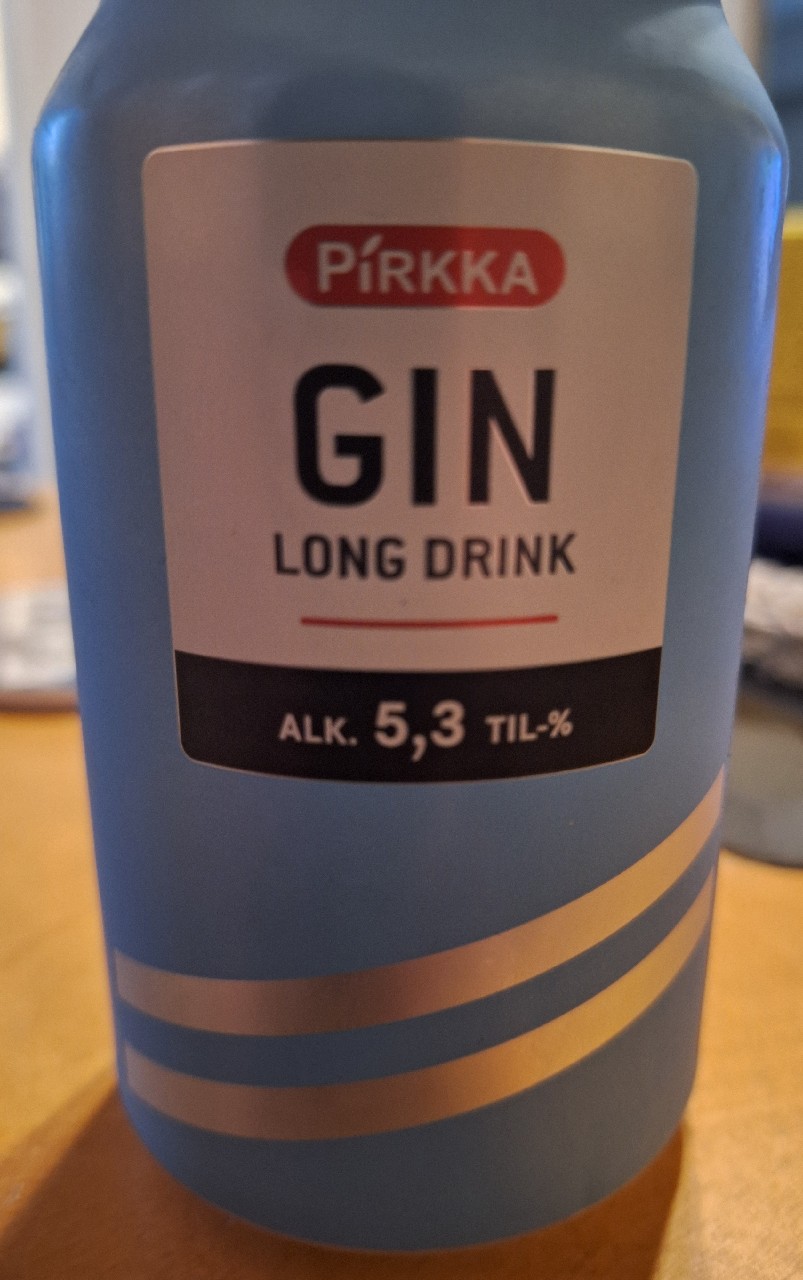 PIRKKA
GIN
LONG DRINK
ALK. 5,3 TIL-%